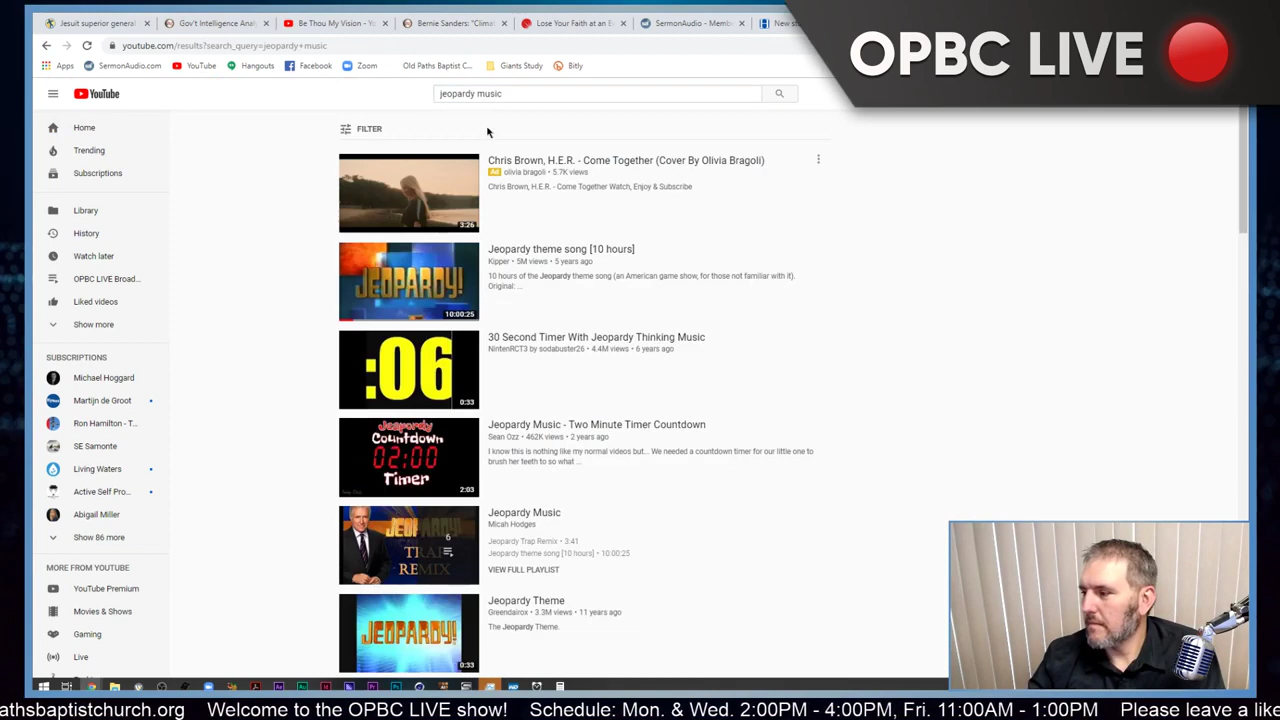 Jesuit superior general
Gov't Intelligence Anal
Be Thou My Vision - Yo
Bernie Sanders: "Climat
Lose Your Faith at an E
SermonAudio - Memb
New st
OPBC LIVE
youtube.com/results?search_query=jeopardy+music
Apps
SermonAudio.com
YouTube
Hangouts
Facebook
Zoom
Old Paths Baptist C...
Giants Study
Bitly
YouTube
jeopardy music
Home
Trending
Subscriptions
Library
History
Watch later
OPBC LIVE Broad...
Liked videos
Show more
SUBSCRIPTIONS
Michael Hoggard
Martijn de Groot
Ron Hamilton - T...
SE Samonte
Living Waters
Active Self Pro...
Abigail Miller
Show 86 more
MORE FROM YOUTUBE
YouTube Premium
Movies & Shows
Gaming
Live
FILTER
3:26
Chris Brown, H.E.R. - Come Together (Cover By Olivia Bragoli)
Ad olivia bragoli • 5.7K views
Chris Brown, H.E.R. - Come Together Watch, Enjoy & Subscribe
JEOPARDY!
10:00:25
Jeopardy theme song [10 hours]
Kipper • 5M views • 5 years ago
10 hours of the Jeopardy theme song (an American game show, for those not familiar with it).
Original: ...
:06
0:33
30 Second Timer With Jeopardy Thinking Music
NintenRCT3 by sodabuster26 • 4.4M views • 6 years ago
Jeopardy
Countdown
02:00
Timer
2:03
Jeopardy Music - Two Minute Timer Countdown
Sean Ozz • 462K views • 2 years ago
I know this is nothing like my normal videos but... We needed a countdown timer for our little one to
brush her teeth to so what ...
6
REMIX
Jeopardy Music
Micah Hodges
Jeopardy Trap Remix • 3:41
Jeopardy theme song [10 hours] • 10:00:25
VIEW FULL PLAYLIST
JEOPARDY!
0:33
Jeopardy Theme
Greendairox • 3.3M views • 11 years ago
The Jeopardy Theme.
athsbaptistchurch.org Welcome to the OPBC LIVE show! Schedule: Mon. & Wed. 2:00PM - 4:00PM, Fri. 11:00AM - 1:00PM Please leave a like